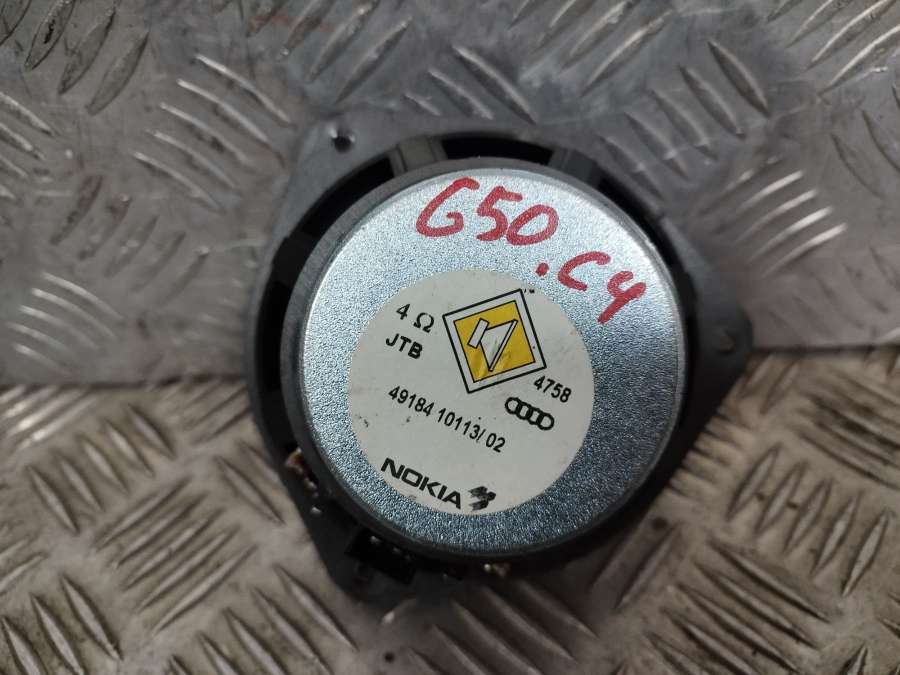 G50
.C4
4 Ω
JTB
4758
49184 10113/02
NOKIA